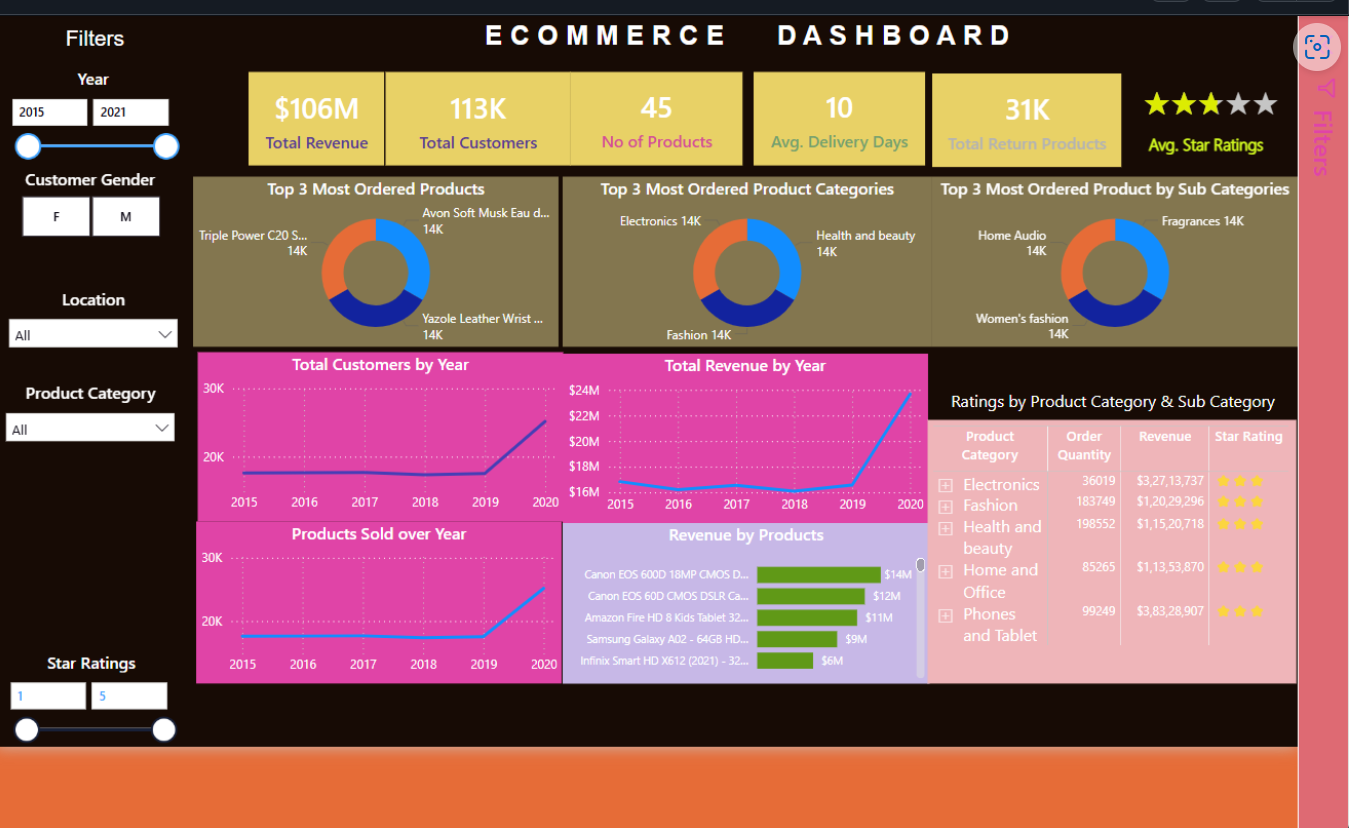 Filters
ECOMMERCE DASHBOARD
Year
2015 2021
Customer Gender
F M
Location
All
Product Category
All
Star Ratings
1 5
$106M
Total Revenue
113K
Total Customers
45
No of Products
10
Avg. Delivery Days
31K
Total Return Products
Avg. Star Ratings
Filters
Top 3 Most Ordered Products
Avon Soft Musk Eau d...
14K
Triple Power C20 S...
14K
Yazole Leather Wrist ...
14K
Top 3 Most Ordered Product Categories
Electronics 14K
Health and beauty
14K
Fashion 14K
Top 3 Most Ordered Product by Sub Categories
Fragrances 14K
Home Audio
14K
Women's fashion
14K
Total Customers by Year
30K
20K
2015 2016 2017 2018 2019 2020
Total Revenue by Year
$24M
$22M
$20M
$18M
$16M
2015 2016 2017 2018 2019 2020
Products Sold over Year
30K
20K
2015 2016 2017 2018 2019 2020
Revenue by Products
Canon EOS 600D 18MP CMOS D... $14M
Canon EOS 60D CMOS DSLR Ca... $12M
Amazon Fire HD 8 Kids Tablet 32... $11M
Samsung Galaxy A02 - 64GB HD... $9M
Infinix Smart HD X612 (2021) - 32... $6M
Ratings by Product Category & Sub Category
Product Order Revenue Star Rating
Category Quantity
Electronics 36019 $3,27,13,737
Fashion 183749 $1,20,29,296
Health and 198552 $1,15,20,718
beauty
Home and 85265 $1,13,53,870
Office
Phones 99249 $3,83,28,907
and Tablet